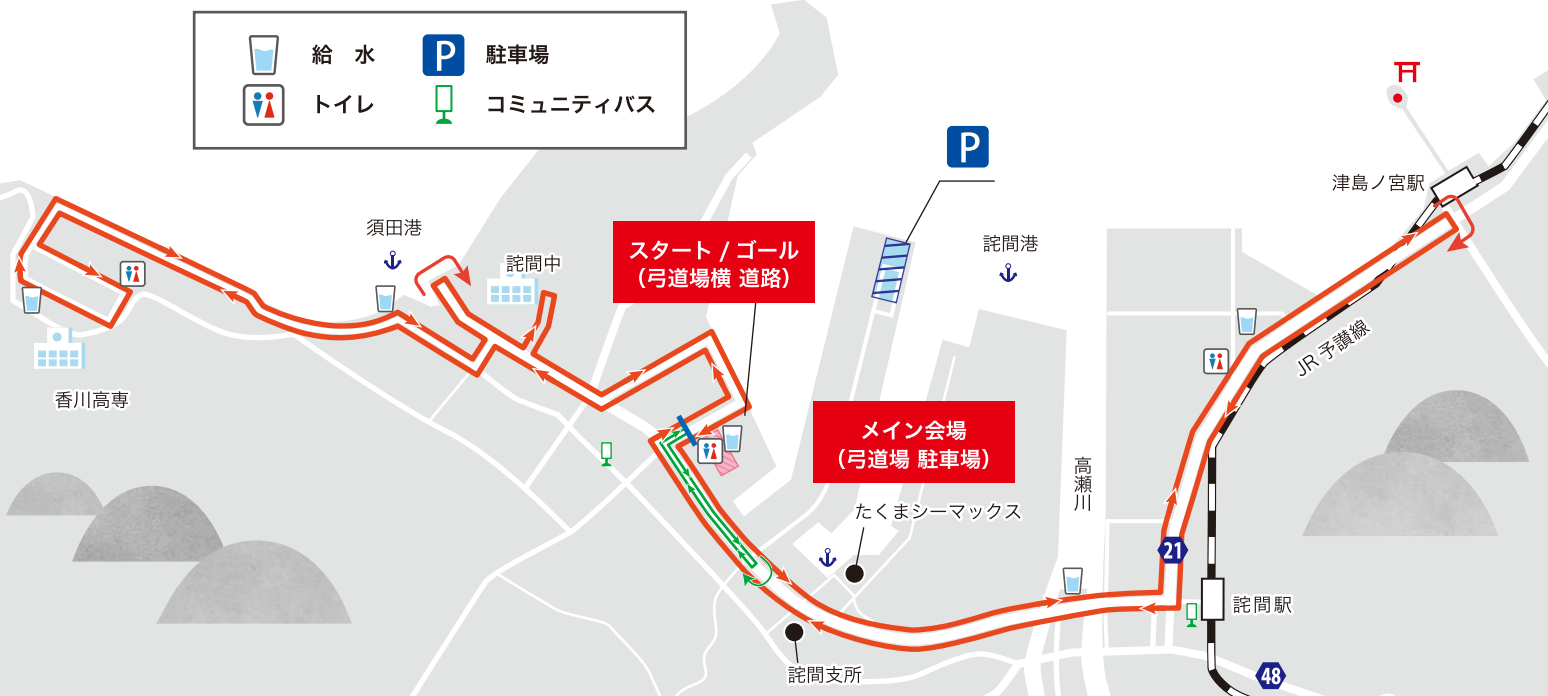 給　水
P
駐車場
トイレ
コミュニティバス
P
津島ノ宮駅
須田港
詫間中
スタート / ゴール
（弓道場横 道路）
詫間港
JR 予讃線
香川高専
メイン会場
（弓道場 駐車場）
高瀬川
たくまシーマックス
21
詫間駅
詫間支所
48